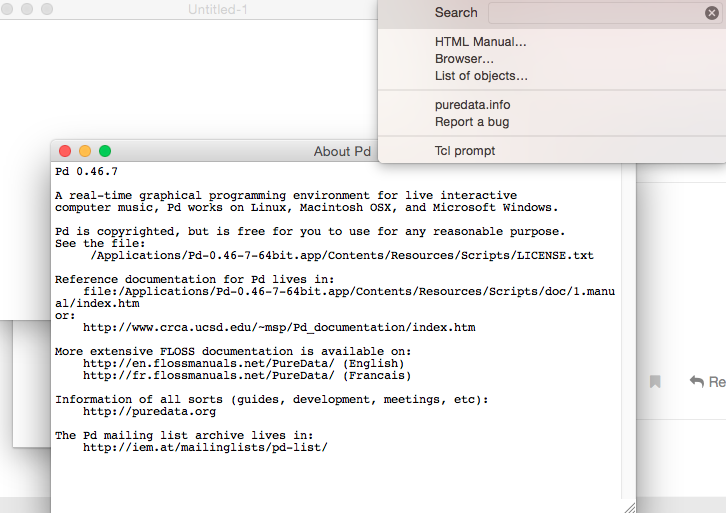 Untitled-1
Search
HTML Manual...
Browser...
List of objects...
puredata.info
Report a bug
Tcl prompt
About Pd
Pd 0.46.7
A real-time graphical programming environment for live interactive
computer music, Pd works on Linux, Macintosh OSX, and Microsoft Windows.
Pd is copyrighted, but is free for you to use for any reasonable purpose.
See the file:
/Applications/Pd-0.46-7-64bit.app/Contents/Resources/Scripts/LICENSE.txt
Reference documentation for Pd lives in:
file:/Applications/Pd-0.46-7-64bit.app/Contents/Resources/Scripts/doc/1.manu
al/index.htm
or:
http://www.crca.ucsd.edu/~msp/Pd_documentation/index.htm
More extensive FLOSS documentation is available on:
http://en.flossmanuals.net/PureData/ (English)
http://fr.flossmanuals.net/PureData/ (Francais)
Information of all sorts (guides, development, meetings, etc):
http://puredata.org
The Pd mailing list archive lives in:
http://iem.at/mailinglists/pd-list/
Re